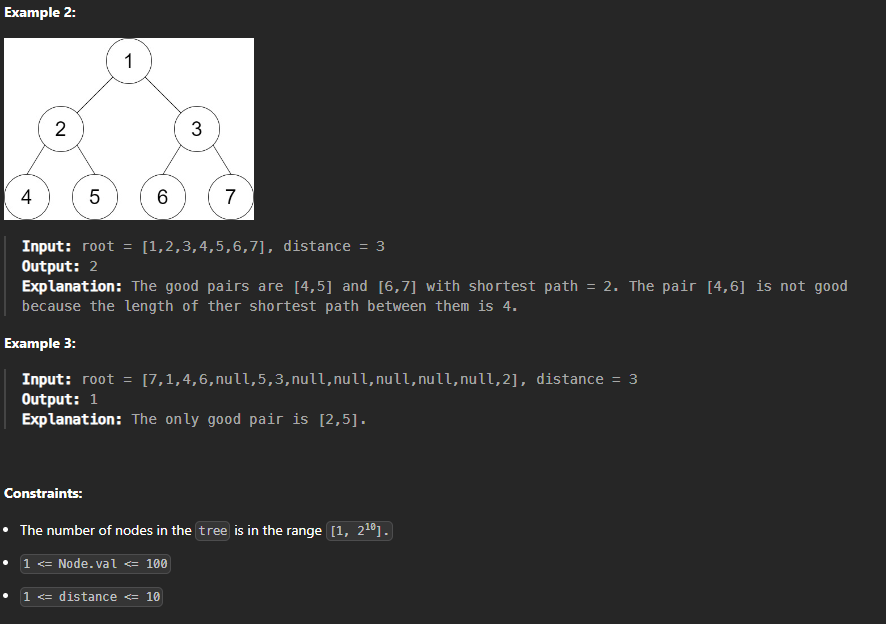 Example 2:
1
2 3
4 5 6 7
Input: root = [1,2,3,4,5,6,7], distance = 3
Output: 2
Explanation: The good pairs are [4,5] and [6,7] with shortest path = 2. The pair [4,6] is not good
because the length of ther shortest path between them is 4.
Example 3:
Input: root = [7,1,4,6,null,5,3,null,null,null,null,null,2], distance = 3
Output: 1
Explanation: The only good pair is [2,5].
Constraints:
• The number of nodes in the tree is in the range [1, 2¹⁰].
• 1 <= Node.val <= 100
• 1 <= distance <= 10